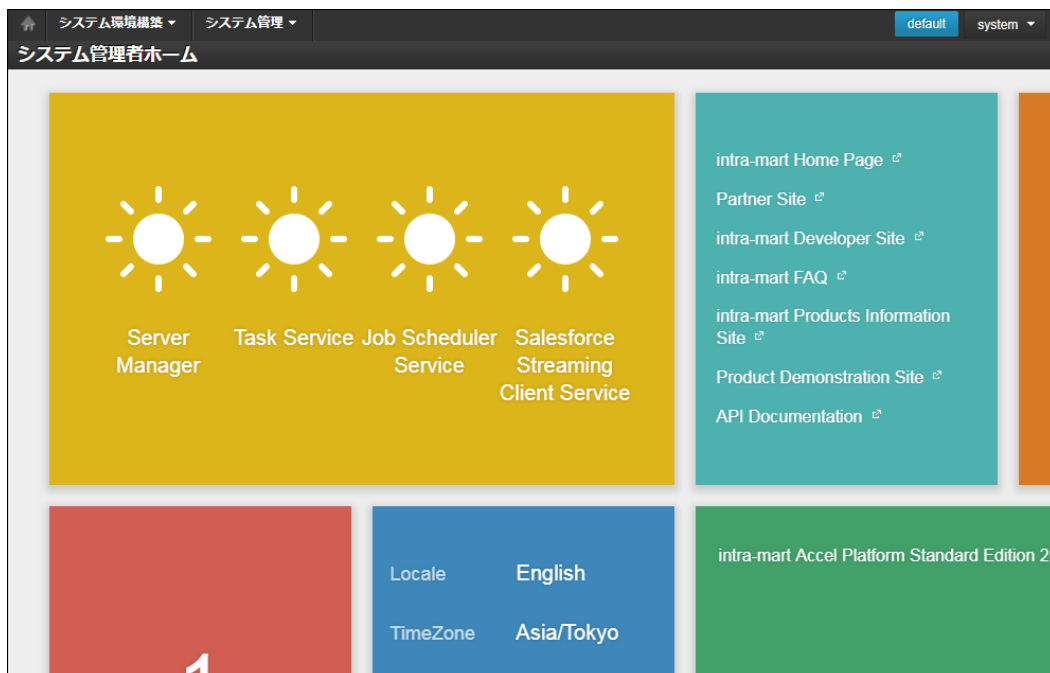 システム環境構築 システム管理 default system
システム管理者ホーム
Server
Manager
Task Service
Job Scheduler
Service
Salesforce
Streaming
Client Service
intra-mart Home Page
Partner Site
intra-mart Developer Site
intra-mart FAQ
intra-mart Products Information
Site
Product Demonstration Site
API Documentation
1
Locale English
TimeZone Asia/Tokyo
intra-mart Accel Platform Standard Edition 2